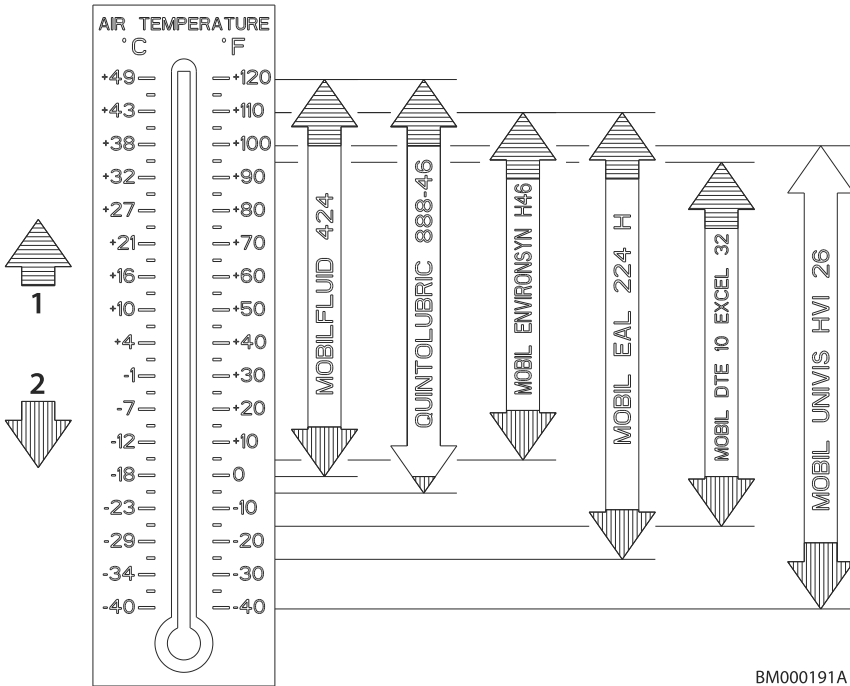 AIR TEMPERATURE
°C °F
+49 +120
+43 +110
+38 +100
+32 +90
+27 +80
+21 +70
+16 +60
+10 +50
+4 +40
-1 +30
-7 +20
-12 +10
-18 0
-23 -10
-29 -20
-34 -30
-40 -40
1
2
MOBILFLUID 424
QUINTOLUBRIC 888-46
MOBIL ENVIRONSYN H46
MOBIL EAL 224 H
MOBIL DTE 10 EXCEL 32
MOBIL UNIVIS HVI 26
BM000191A